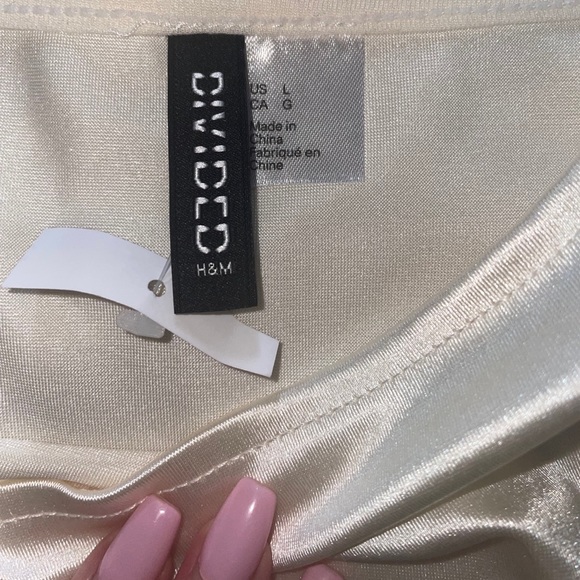 DIVIDED
H&M
US L
CA G
Made in
China
Fabriqué en
Chine